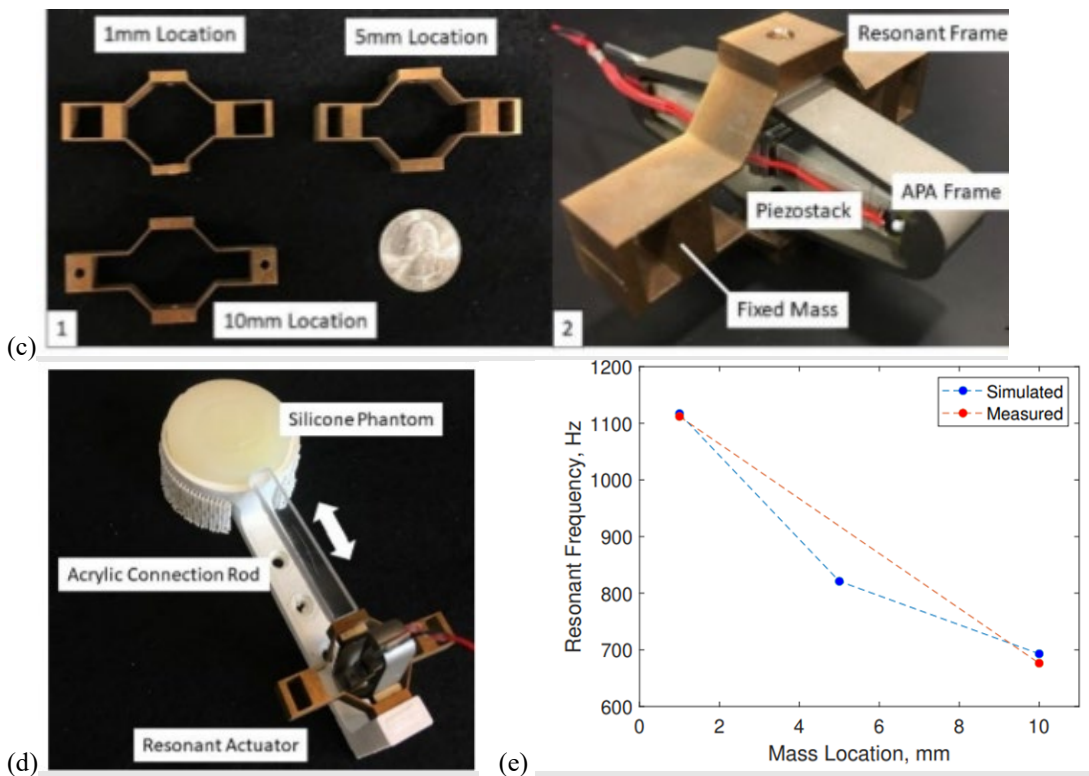 1mm Location
5mm Location
10mm Location
1
Resonant Frame
APA Frame
Piezostack
Fixed Mass
2
(c)
Silicone Phantom
Acrylic Connection Rod
Resonant Actuator
(d)
1200
1100
1000
900
800
700
600
Resonant Frequency, Hz
0
2
4
6
8
10
Mass Location, mm
Simulated
Measured
(e)